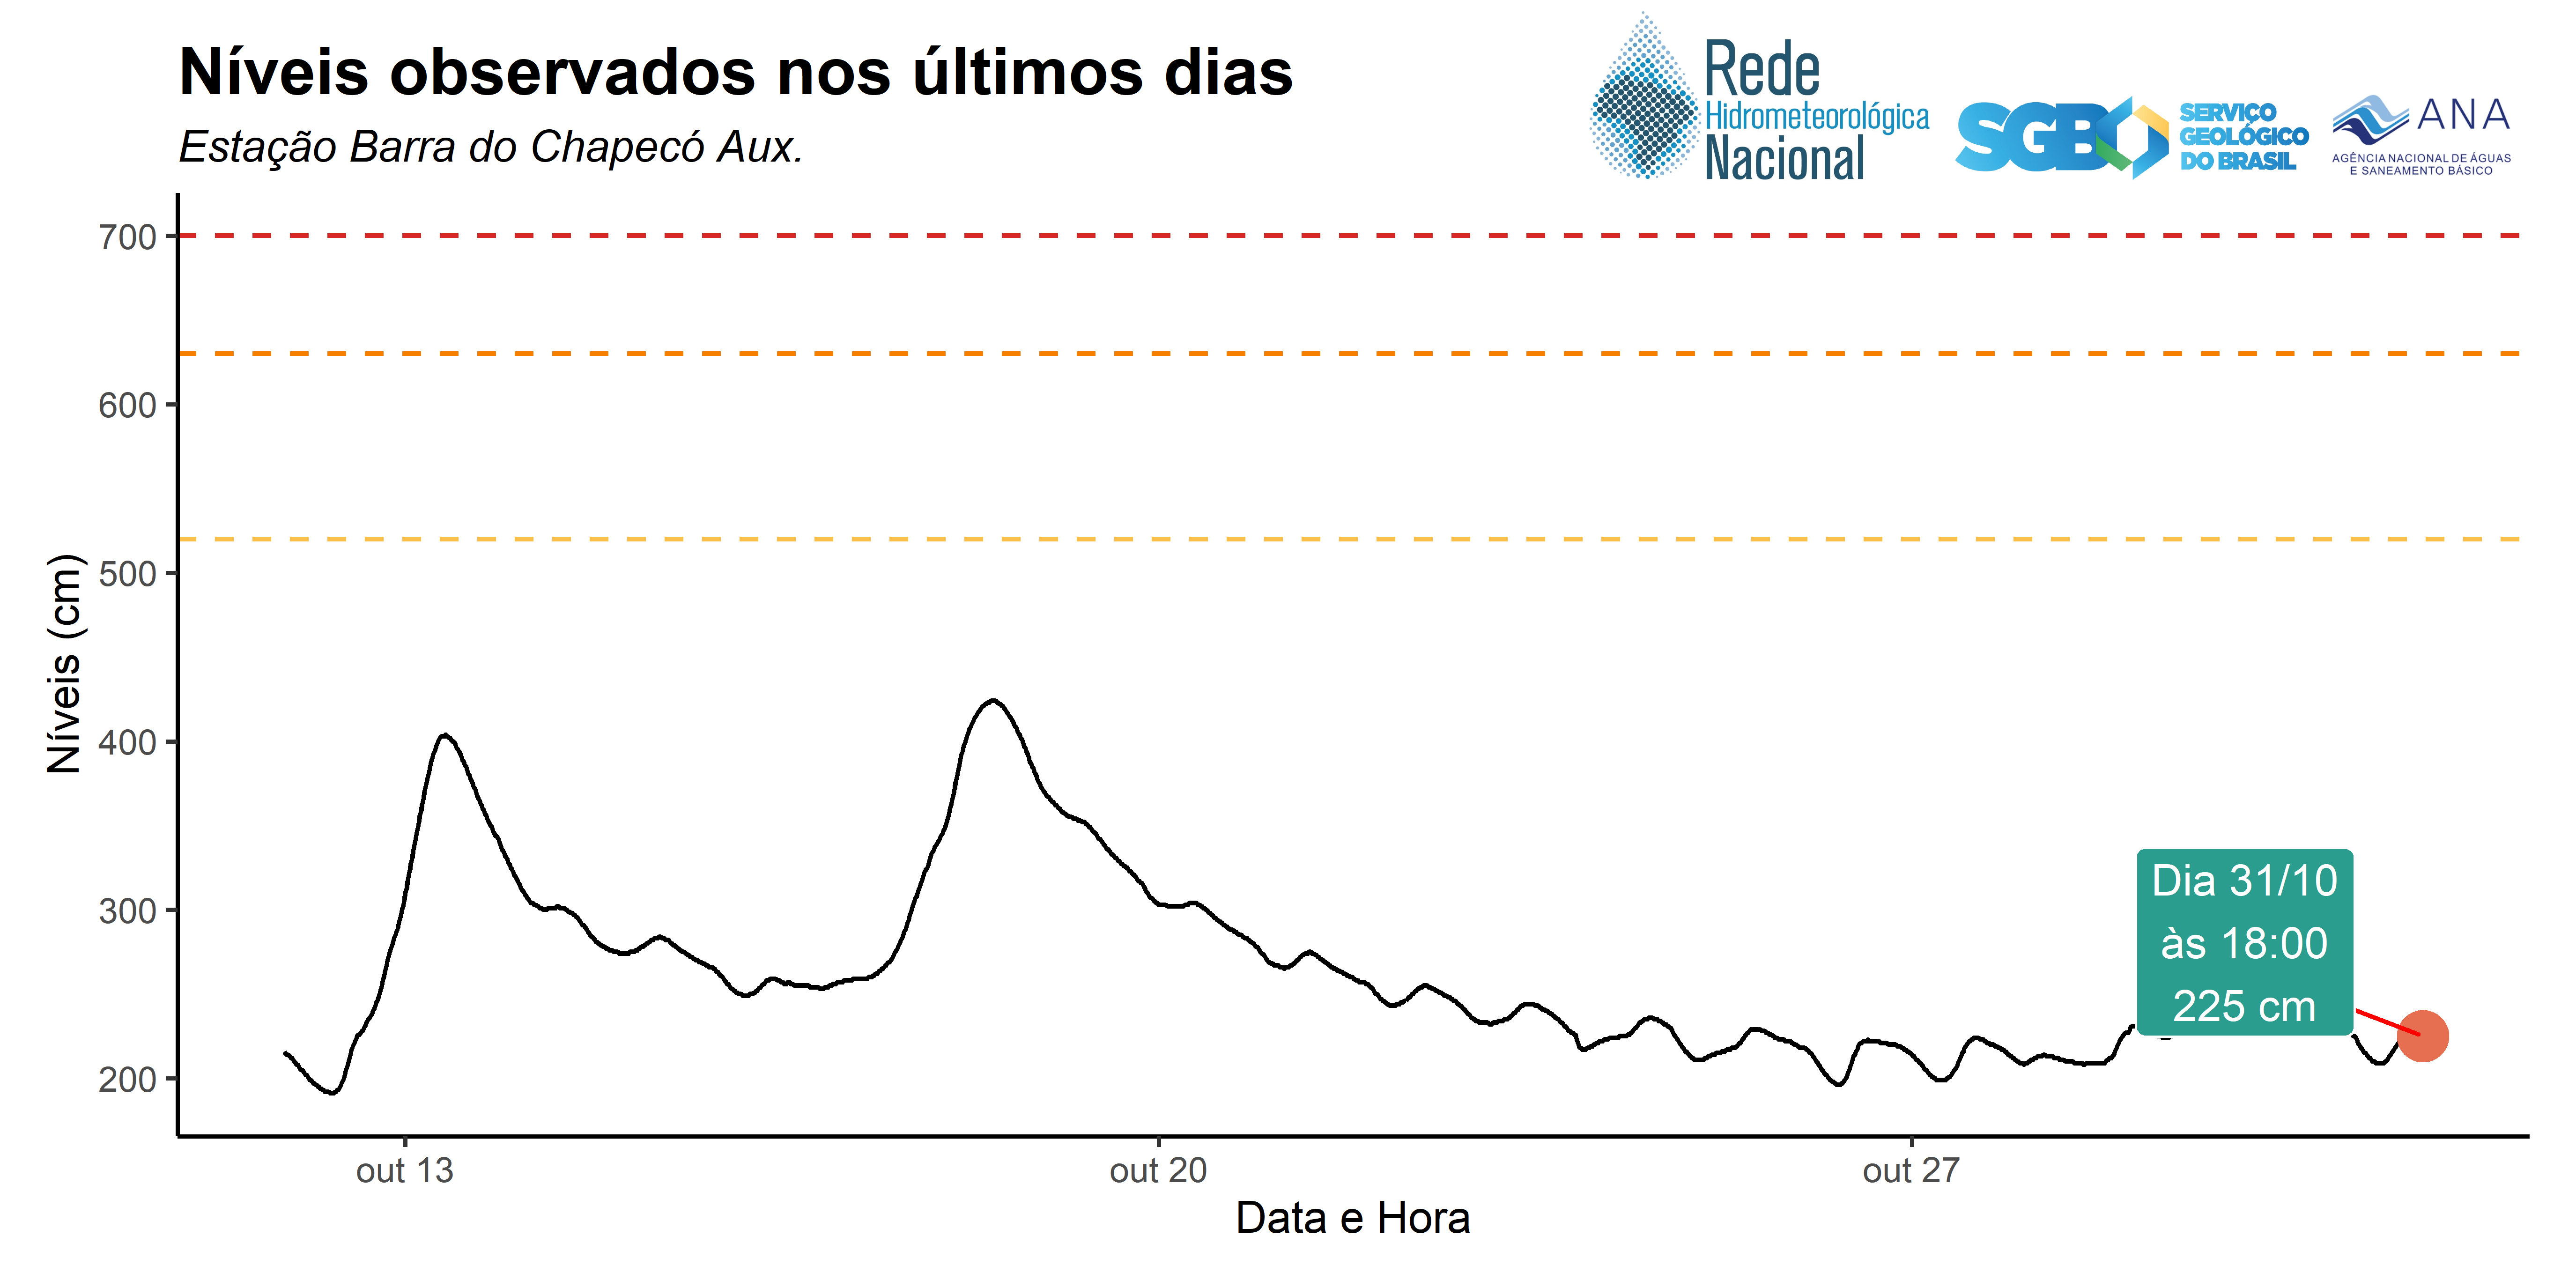 Níveis observados nos últimos dias
Estação Barra do Chapecó Aux.
Rede
Hidrometeorológica
Nacional
SGB
SERVIÇO
GEOLÓGICO
DO BRASIL
ANA
AGÊNCIA NACIONAL DE ÁGUAS
E SANEAMENTO BÁSICO
Níveis (cm)
700
600
500
400
300
200
Dia 31/10
às 18:00
225 cm
out 13
out 20
out 27
Data e Hora